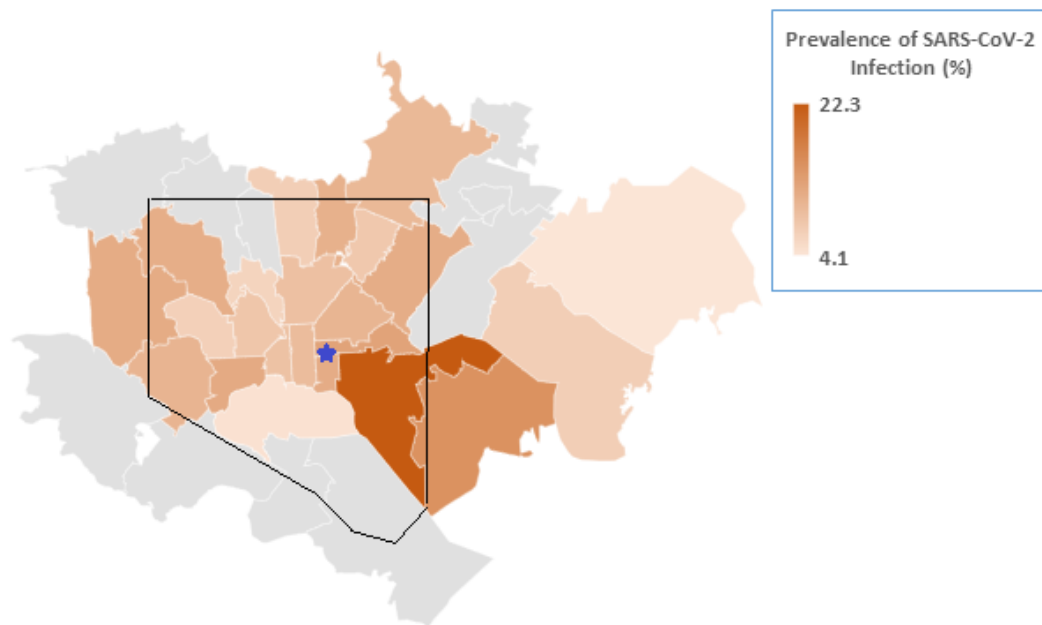 Prevalence of SARS-CoV-2
Infection (%)
22.3
4.1